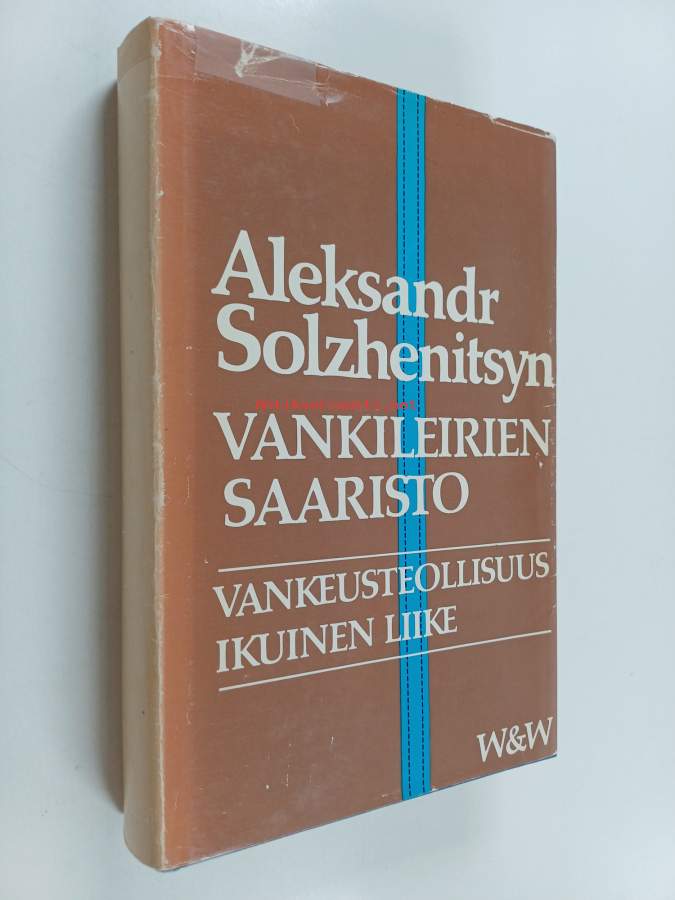 Aleksandr
Solzhenitsyn
VANKILEIRIEN
SAARISTO
VANKEUSTEOLLISUUS
IKUINEN LIIKE
W&W